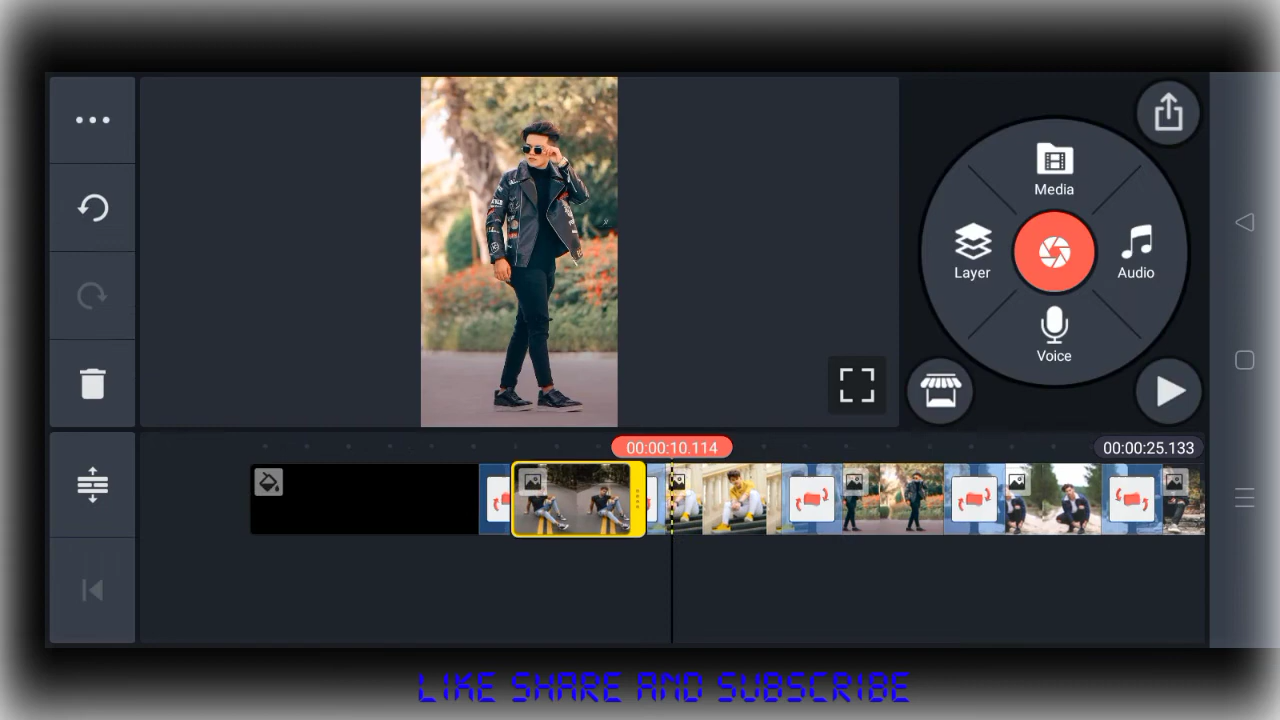 Media
Layer
Audio
Voice
00:00:10.114
00:00:25.133
LIKE SHARE AND SUBSCRIBE